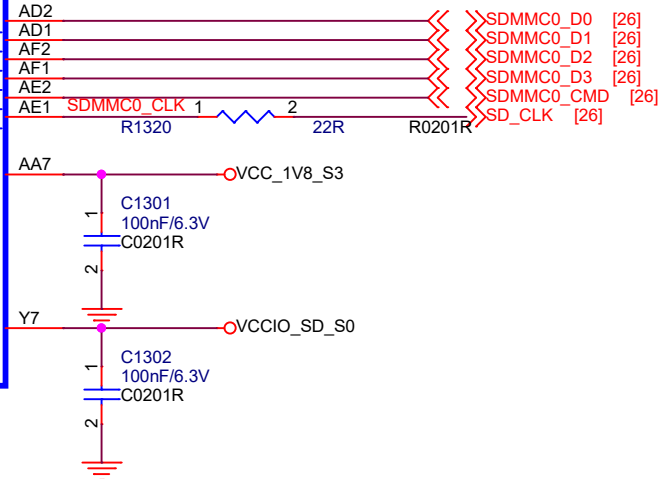 AD2 SDMMC0_D0 [26]
AD1 SDMMC0_D1 [26]
AF2 SDMMC0_D2 [26]
AF1 SDMMC0_D3 [26]
AE2 SDMMC0_CMD [26]
AE1 SDMMC0_CLK 1 2 SD_CLK [26]
R1320 22R R0201R
AA7 VCC_1V8_S3
1
C1301
100nF/6.3V
C0201R
2
Y7 VCCIO_SD_S0
1
C1302
100nF/6.3V
C0201R
2